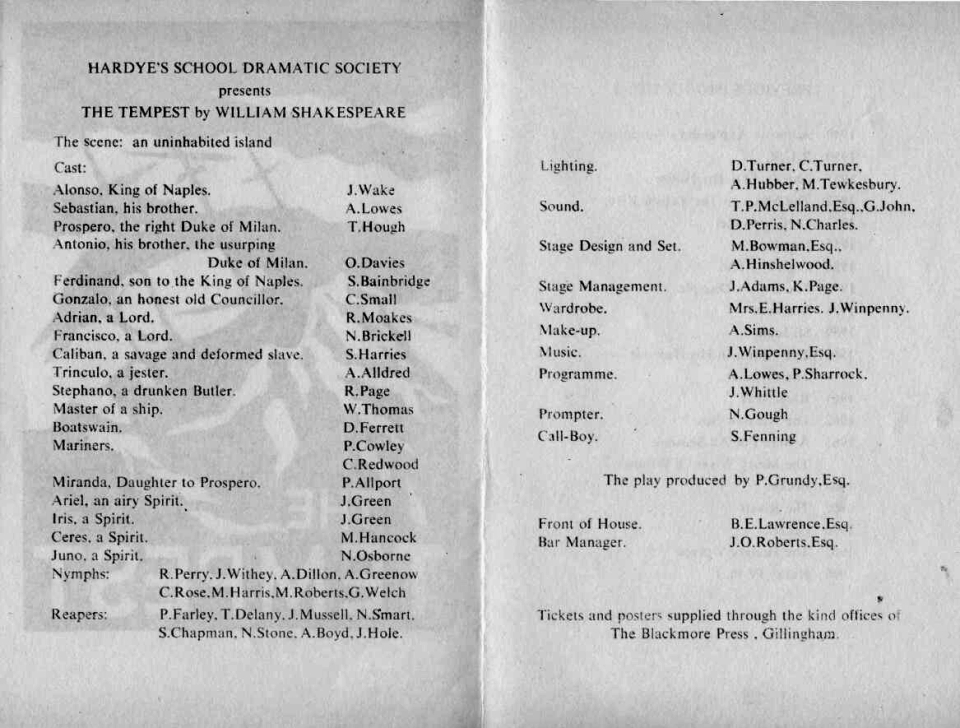 HARDYE'S SCHOOL DRAMATIC SOCIETY
presents
THE TEMPEST by WILLIAM SHAKESPEARE
The scene: an uninhabited island
Cast:
Alonso, King of Naples. J.Wake
Sebastian, his brother. A.Lowes
Prospero, the right Duke of Milan. T.Hough
Antonio, his brother, the usurping
Duke of Milan. O.Davies
Ferdinand, son to the King of Naples. S.Bainbridge
Gonzalo, an honest old Councillor. C.Small
Adrian, a Lord. R.Moakes
Francisco, a Lord. N.Brickell
Caliban, a savage and deformed slave. S.Harries
Trinculo, a jester. A.Alldred
Stephano, a drunken Butler. R.Page
Master of a ship. W.Thomas
Boatswain. D.Ferrett
Mariners. P.Cowley
C.Redwood
Miranda, Daughter to Prospero. P.Allport
Ariel, an airy Spirit. J.Green
Iris, a Spirit. J.Green
Ceres, a Spirit. M.Hancock
Juno, a Spirit. N.Osborne
Nymphs: R.Perry, J.Withey, A.Dillon, A.Greenow
C.Rose,M.Harris,M.Roberts,G.Welch
Reapers: P.Farley, T.Delany, J.Mussell, N.Smart,
S.Chapman, N.Stone, A.Boyd, J.Hole.
Lighting. D.Turner, C.Turner,
A.Hubber, M.Tewkesbury.
Sound. T.P.McLelland,Esq.,G.John,
D.Perris, N.Charles.
Stage Design and Set. M.Bowman,Esq.,
A.Hinshelwood.
Stage Management. J.Adams, K.Page.
Wardrobe. Mrs.E.Harries. J.Winpenny.
Make-up. A.Sims.
Music. J.Winpenny,Esq.
Programme. A.Lowes, P.Sharrock,
J.Whittle
Prompter. N.Gough
Call-Boy. S.Fenning
The play produced by P.Grundy,Esq.
Front of House. B.E.Lawrence,Esq.
Bar Manager. J.O.Roberts,Esq.
Tickets and posters supplied through the kind offices of
The Blackmore Press , Gillingham.